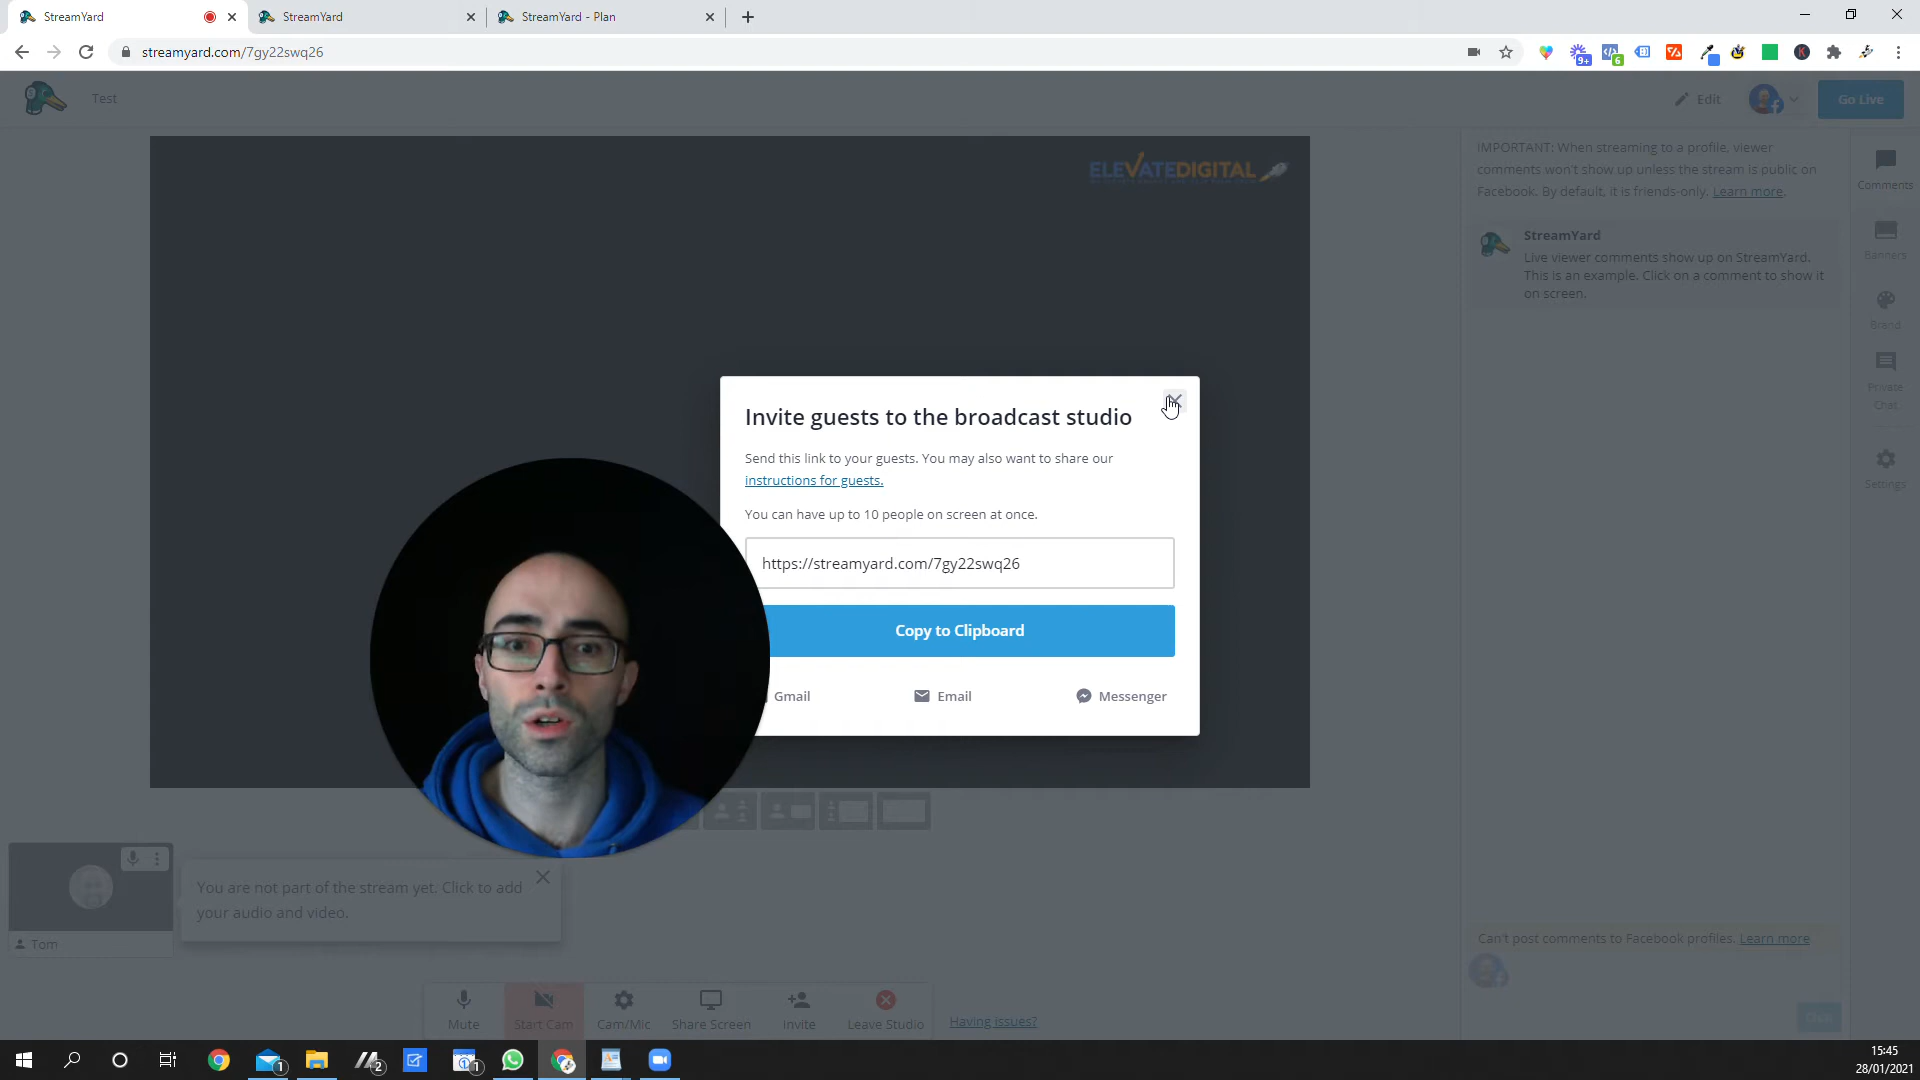 StreamYard
StreamYard
StreamYard - Plan
streamyard.com/7gy22swq26
9+
6
Test
Edit
Go Live
ELEVATEDIGITAL
IMPORTANT: When streaming to a profile, viewer
comments won't show up unless the stream is public on
Facebook. By default, it is friends-only. Learn more.
StreamYard
Live viewer comments show up on StreamYard.
This is an example. Click on a comment to show it
on screen.
Comments
Banners
Brand
Private
Chat
Settings
Invite guests to the broadcast studio
Send this link to your guests. You may also want to share our
instructions for guests.
You can have up to 10 people on screen at once.
https://streamyard.com/7gy22swq26
Copy to Clipboard
Gmail
Email
Messenger
You are not part of the stream yet. Click to add
your audio and video.
Tom
Can't post comments to Facebook profiles. Learn more
Mute
Start Cam
Cam/Mic
Share Screen
Invite
Leave Studio
Having issues?
1
2
1
15:45
28/01/2021